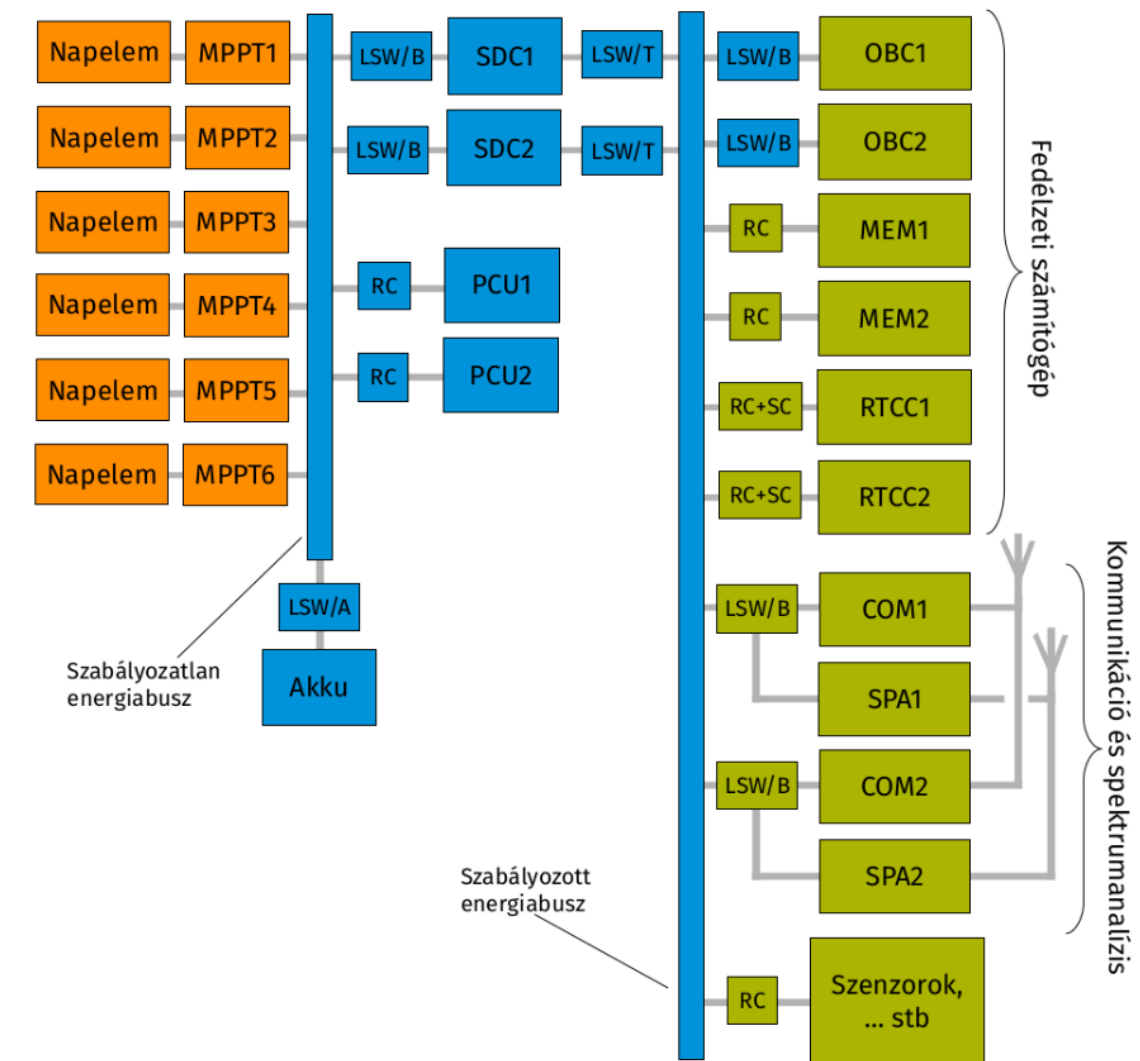 Napelem
MPPT1
LSW/B
SDC1
LSW/T
LSW/B
OBC1
Napelem
MPPT2
LSW/B
SDC2
LSW/T
LSW/B
OBC2
Napelem
MPPT3
RC
MEM1
Napelem
MPPT4
RC
PCU1
RC
MEM2
Napelem
MPPT5
RC
PCU2
RC+SC
RTCC1
Napelem
MPPT6
RC+SC
RTCC2
Fedélzeti számítógép
LSW/A
Akku
Szabályozatlan
energiabusz
LSW/B
COM1
SPA1
LSW/B
COM2
SPA2
Kommunikáció és spektrumanalízis
Szabályozott
energiabusz
RC
Szenzorok,
... stb